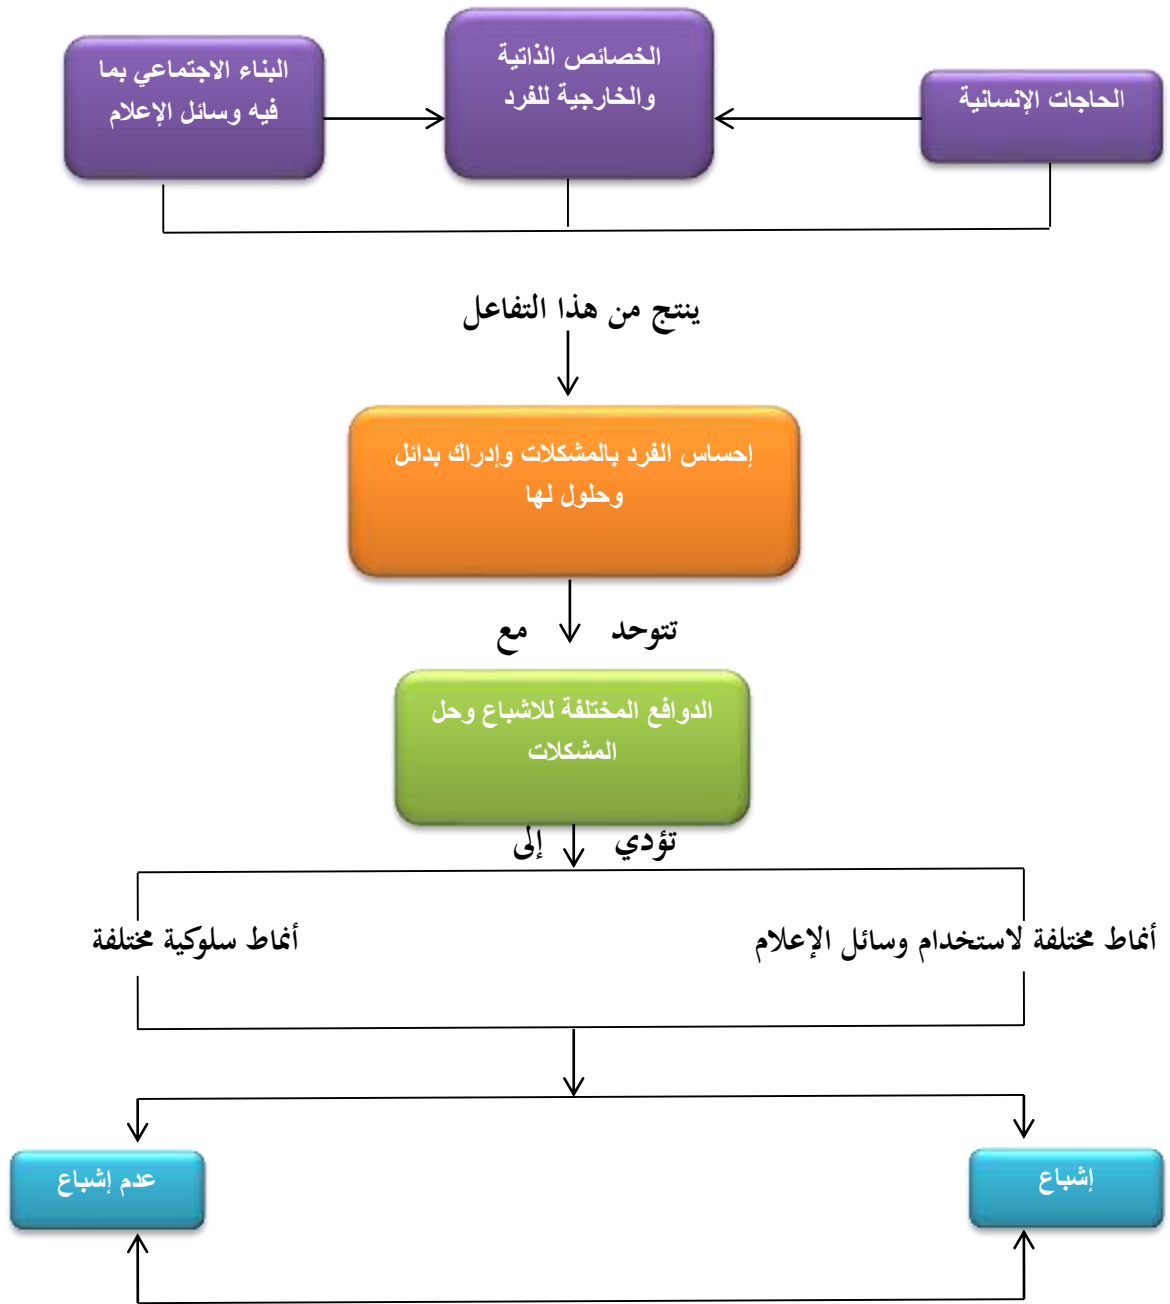 الحاجات الإنسانية
الخصائص الذاتية
والخارجية للفرد
البناء الاجتماعي بما
فيه وسائل الإعلام
ينتج من هذا التفاعل
إحساس الفرد بالمشكلات وإدراك بدائل
وحلول لها
تتوحد مع
الدوافع المختلفة للاشباع وحل
المشكلات
تؤدي إلى
أنماط مختلفة لاستخدام وسائل الإعلام
أنماط سلوكية مختلفة
إشباع
عدم إشباع